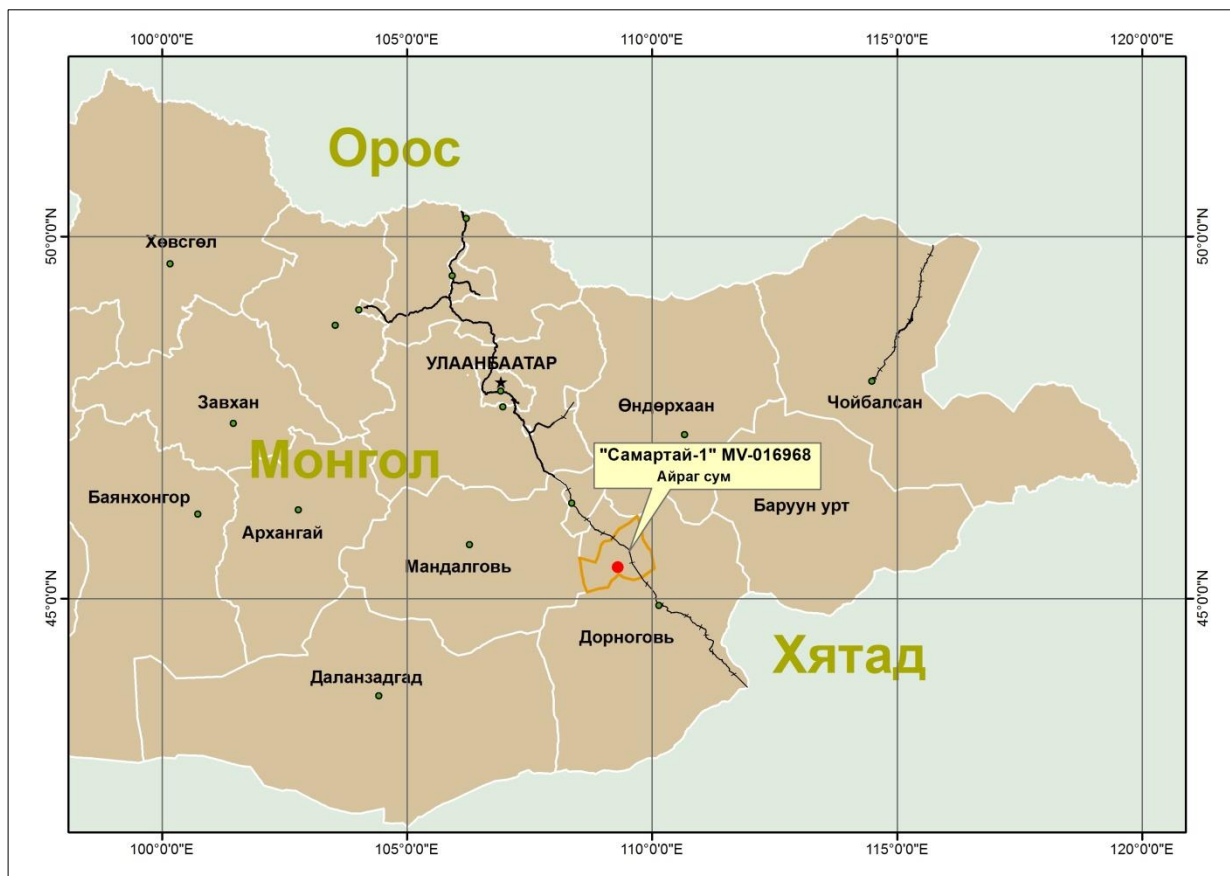 100°0'0"E
105°0'0"E
110°0'0"E
115°0'0"E
120°0'0"E
Орос
50°0'0"N
50°0'0"N
Хөвсгөл
УЛААНБААТАР
Завхан
Өндөрхаан
Чойбалсан
Монгол
"Самартай-1" MV-016968
Айраг сум
Баянхонгор
Архангай
Баруун урт
Мандалговь
45°0'0"N
45°0'0"N
Дорноговь
Хятад
Даланзадгад
100°0'0"E
105°0'0"E
110°0'0"E
115°0'0"E
120°0'0"E